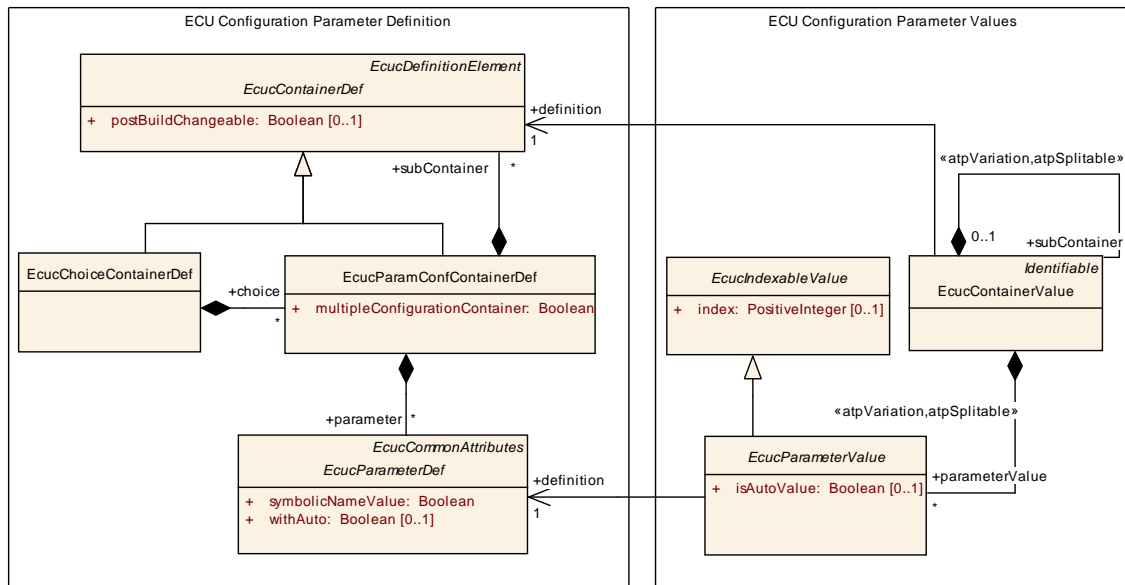 ECU Configuration Parameter Definition
EcucDefinitionElement
EcucContainerDef
+ postBuildChangeable: Boolean [0..1]
+definition
1
+subContainer
*
EcucChoiceContainerDef
+choice
*
EcucParamConfContainerDef
+ multipleConfigurationContainer: Boolean
+parameter
*
EcucCommonAttributes
EcucParameterDef
+ symbolicNameValue: Boolean
+ withAuto: Boolean [0..1]
+definition
1
ECU Configuration Parameter Values
«atpVariation,atpSplitable»
0..1
+subContainer
Identifiable
EcucContainerValue
EcucIndexableValue
+ index: PositiveInteger [0..1]
«atpVariation,atpSplitable»
EcucParameterValue
+ isAutoValue: Boolean [0..1]
+parameterValue
*